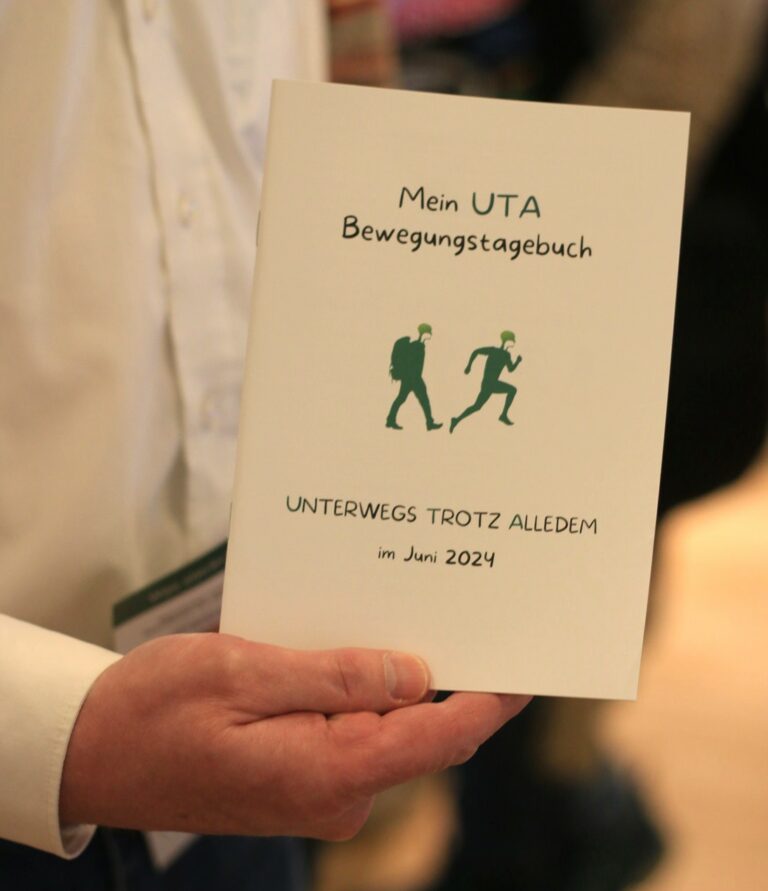 Mein UTA
Bewegungstagebuch
UNTERWEGS TROTZ ALLEDEM
im Juni 2024